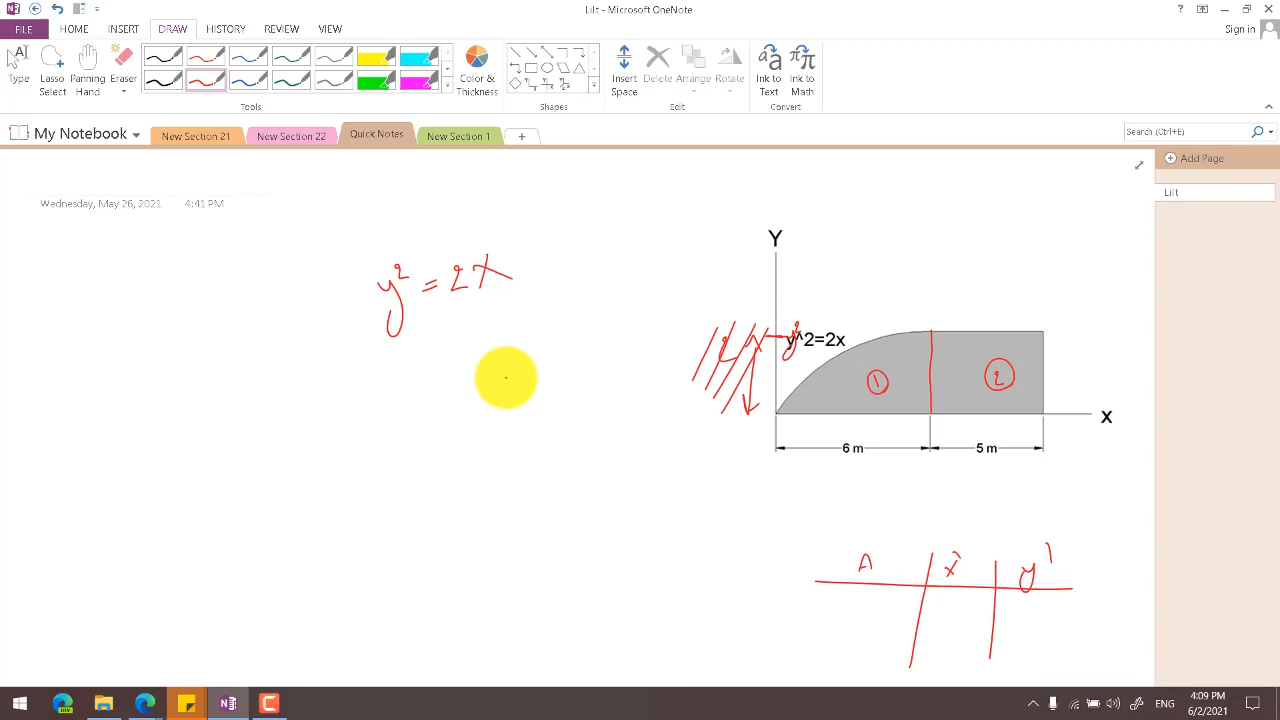 Lilt - Microsoft OneNote
Sign in
FILE HOME INSERT DRAW HISTORY REVIEW VIEW
Type
Lasso Select
Panning Hand
Eraser
Color & Thickness
Insert Space
Delete
Arrange
Rotate
Ink to Text
Ink to Math
Tools
Shapes
Edit
Convert
My Notebook
New Section 21
New Section 22
Quick Notes
New Section 1
Search (Ctrl+E)
Add Page
Lilt
Wednesday, May 26, 2021 4:41 PM
y² = 2x
Y
y^2=2x
1
2
X
6 m
5 m
A x' y'
ENG
4:09 PM
6/2/2021